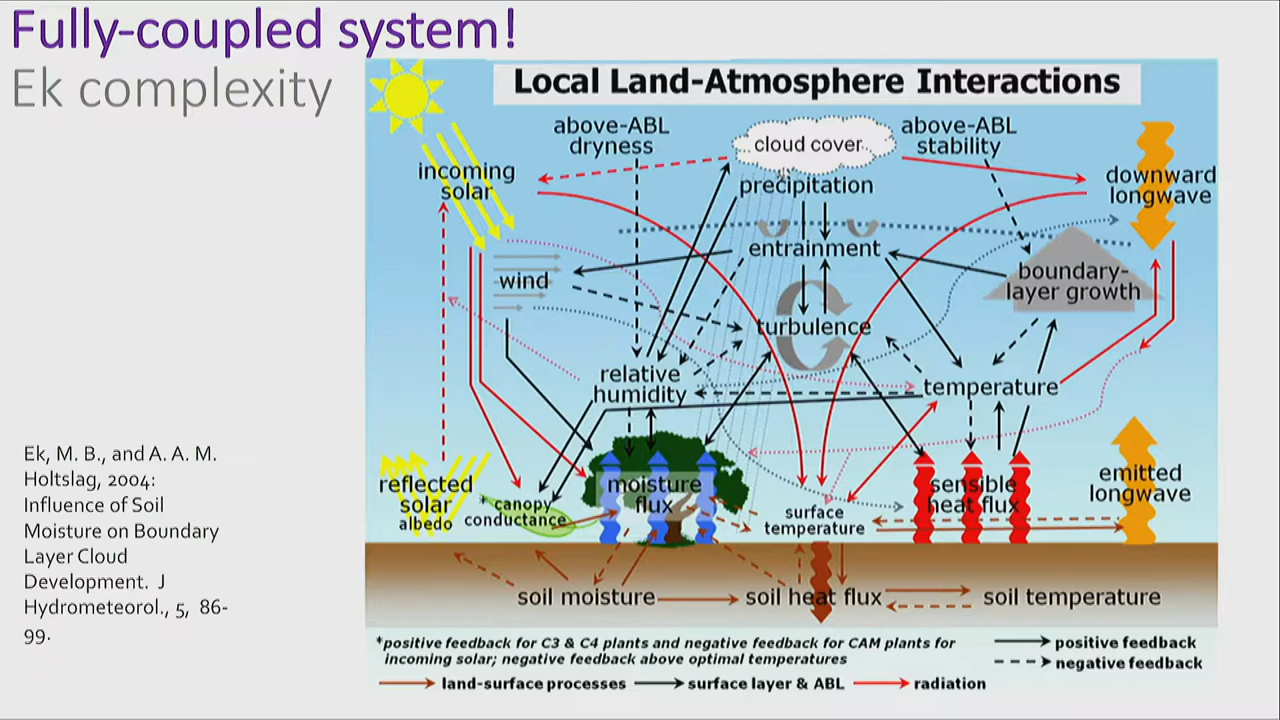 Fully-coupled system!
Ek complexity
Local Land-Atmosphere Interactions
above-ABL
dryness
cloud cover
above-ABL
stability
incoming
solar
precipitation
downward
longwave
entrainment
wind
boundary-
layer growth
turbulence
relative
humidity
temperature
Ek, M. B., and A. A. M.
Holtslag, 2004:
Influence of Soil
Moisture on Boundary
Layer Cloud
Development. J
Hydrometeorol., 5, 86-
99.
reflected
solar
albedo
*canopy
conductance
moisture
flux
surface
temperature
sensible
heat flux
emitted
longwave
soil moisture
soil heat flux
soil temperature
*positive feedback for C3 & C4 plants and negative feedback for CAM plants for
incoming solar; negative feedback above optimal temperatures
positive feedback
negative feedback
land-surface processes
surface layer & ABL
radiation